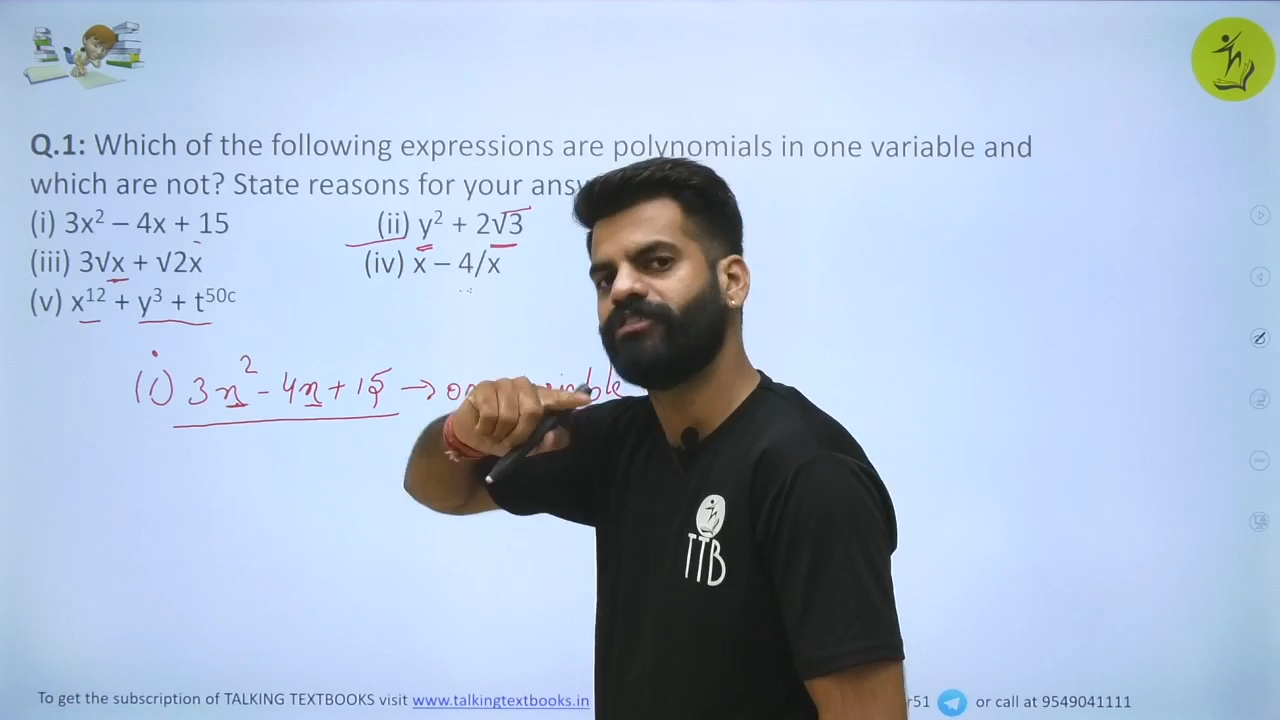 Q.1: Which of the following expressions are polynomials in one variable and
which are not? State reasons for your
(i) 3x² – 4x + 15 (ii) y² + 2√3
(iii) 3√x + √2x (iv) x – 4/x
(v) x¹² + y³ + t⁵⁰ᶜ
(i) 3x² - 4x + 15 →
TTB
To get the subscription of TALKING TEXTBOOKS visit www.talkingtextbooks.in
or call at 9549041111